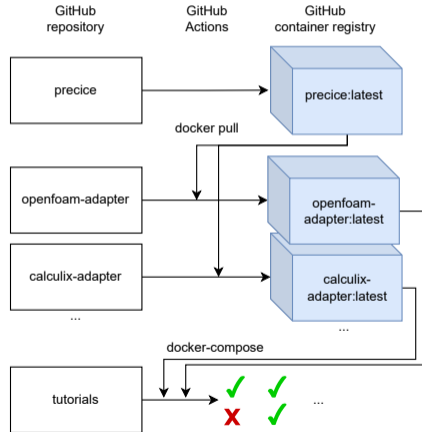 GitHub
repository
GitHub
Actions
GitHub
container registry
precice
precice:latest
docker pull
openfoam-adapter
openfoam-
adapter:latest
calculix-adapter
calculix-
adapter:latest
...
...
docker-compose
tutorials
...
X